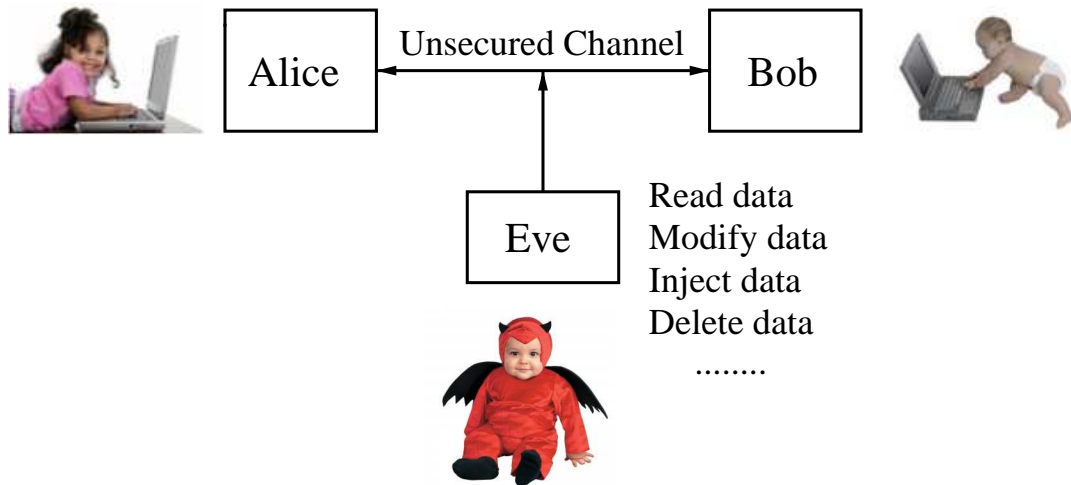 Unsecured Channel
Alice
Bob
Eve
Read data
Modify data
Inject data
Delete data
........